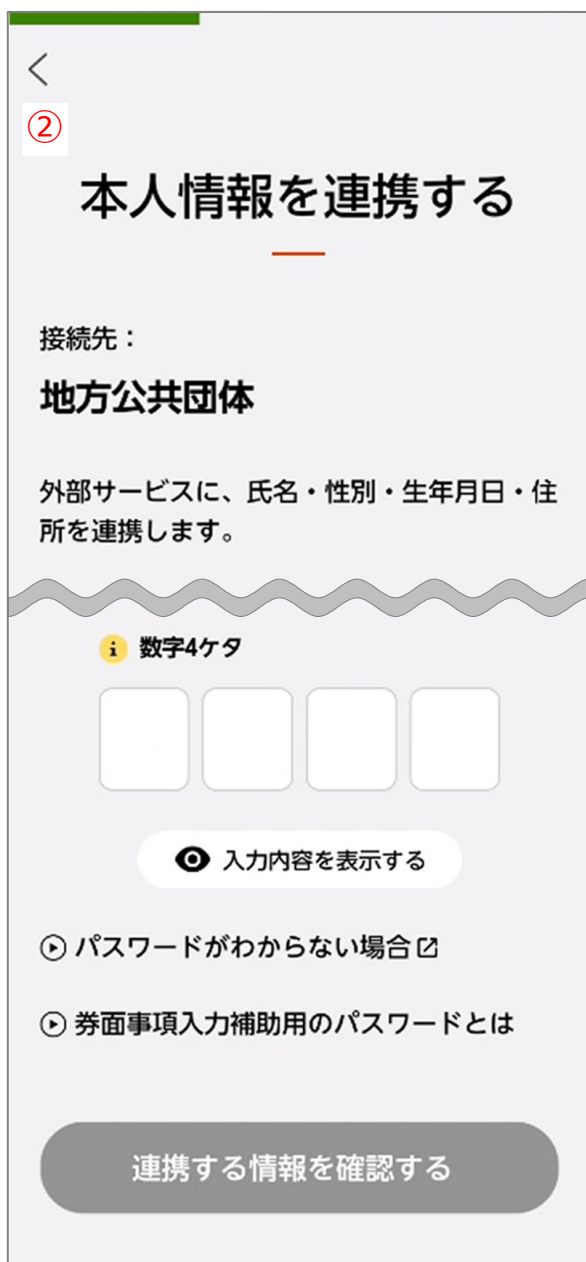 ②
本人情報を連携する
接続先：
地方公共団体
外部サービスに、氏名・性別・生年月日・住
所を連携します。
i 数字4ケタ
入力内容を表示する
パスワードがわからない場合
券面事項入力補助用のパスワードとは
連携する情報を確認する